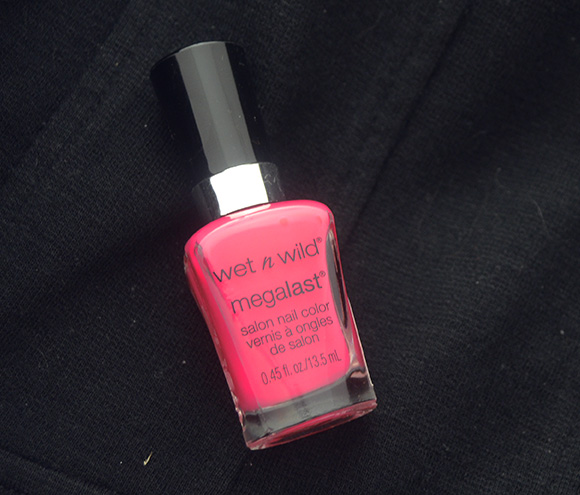 wet n wild®
megalast®
salon nail color
vernis à ongles
de salon
0.45 fl. oz./13.5 mL